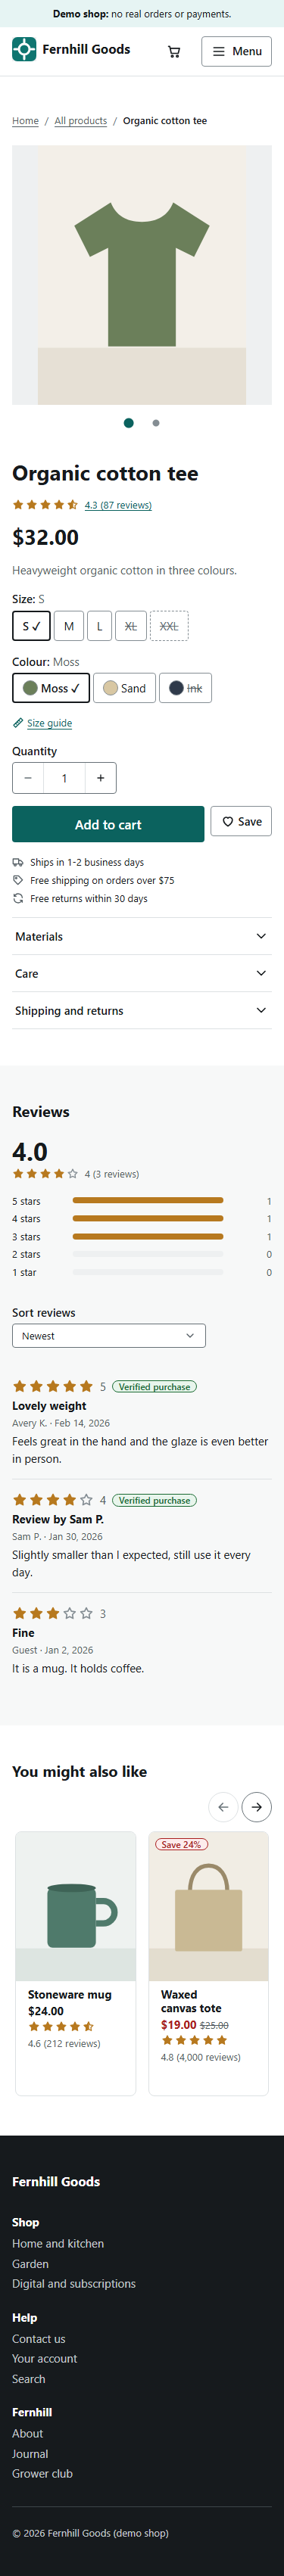 Demo shop: no real orders or payments.
Fernhill Goods
Menu
Home / All products / Organic cotton tee
Organic cotton tee
4.3 (87 reviews)
$32.00
Heavyweight organic cotton in three colours.
Size: S
S ✓ M L XL XXL
Colour: Moss
Moss ✓ Sand Ink
Size guide
Quantity
− 1 +
Add to cart
Save
Ships in 1-2 business days
Free shipping on orders over $75
Free returns within 30 days
Materials
Care
Shipping and returns
Reviews
4.0
4 (3 reviews)
5 stars 1
4 stars 1
3 stars 1
2 stars 0
1 star 0
Sort reviews
Newest
5 Verified purchase
Lovely weight
Avery K. · Feb 14, 2026
Feels great in the hand and the glaze is even better
in person.
4 Verified purchase
Review by Sam P.
Sam P. · Jan 30, 2026
Slightly smaller than I expected, still use it every
day.
3
Fine
Guest · Jan 2, 2026
It is a mug. It holds coffee.
You might also like
Stoneware mug
$24.00
4.6 (212 reviews)
Save 24%
Waxed
canvas tote
$19.00 $25.00
4.8 (4,000 reviews)
Fernhill Goods
Shop
Home and kitchen
Garden
Digital and subscriptions
Help
Contact us
Your account
Search
Fernhill
About
Journal
Grower club
© 2026 Fernhill Goods (demo shop)